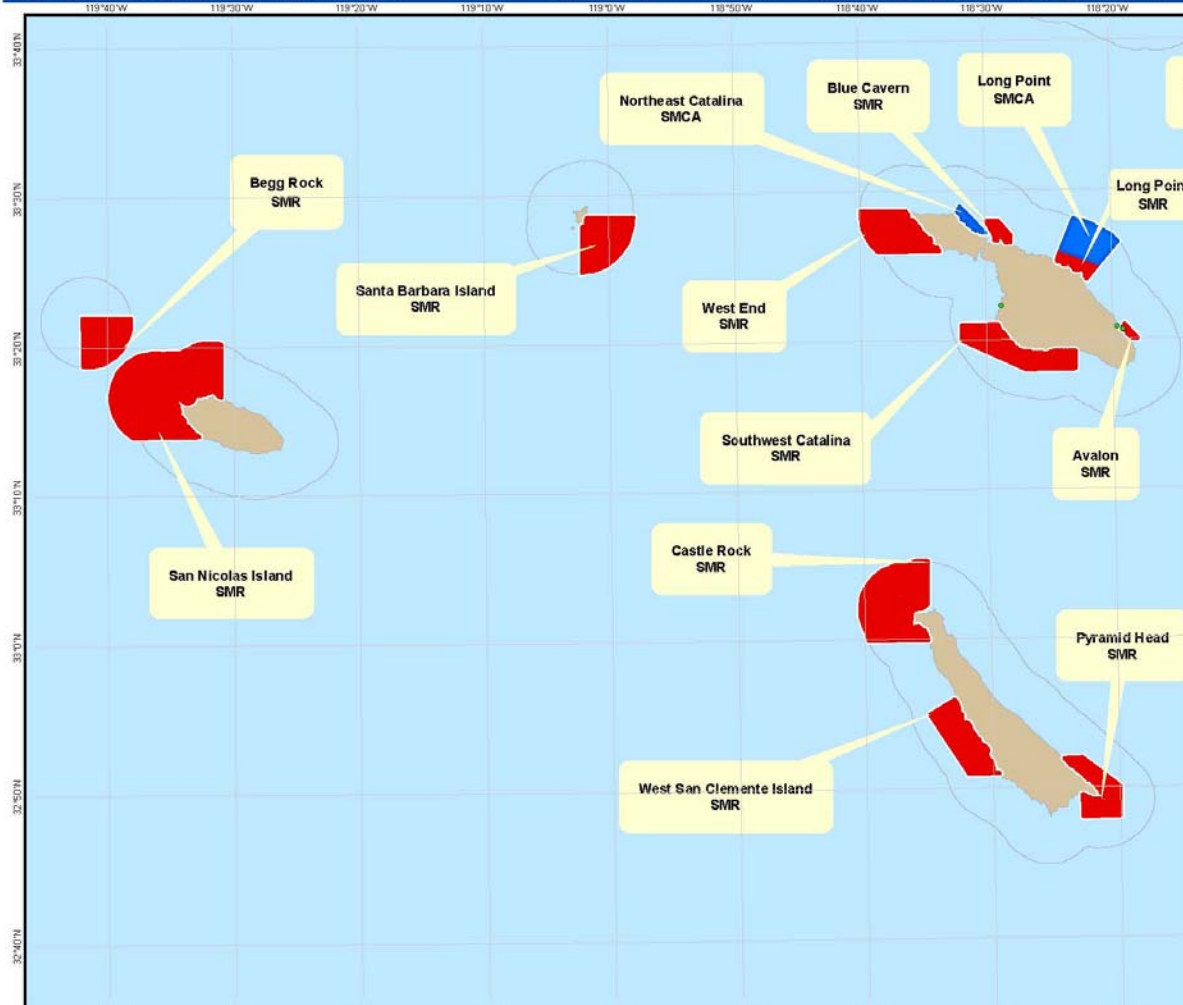 119°40'W
119°30'W
119°20'W
119°10'W
119°0'W
118°50'W
118°40'W
118°30'W
118°20'W
33°40'N
33°30'N
33°20'N
33°10'N
33°0'N
32°50'N
32°40'N
Northeast Catalina
SMCA
Blue Cavern
SMR
Long Point
SMCA
Begg Rock
SMR
Long Poin
SMR
Santa Barbara Island
SMR
West End
SMR
Southwest Catalina
SMR
Avalon
SMR
San Nicolas Island
SMR
Castle Rock
SMR
Pyramid Head
SMR
West San Clemente Island
SMR